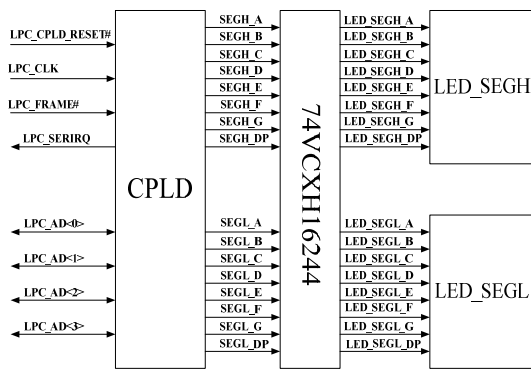 LPC_CPLD_RESET#
LPC_CLK
LPC_FRAME#
LPC_SERIRQ
LPC_AD<0>
LPC_AD<1>
LPC_AD<2>
LPC_AD<3>
CPLD
SEGH_A
SEGH_B
SEGH_C
SEGH_D
SEGH_E
SEGH_F
SEGH_G
SEGH_DP
SEGL_A
SEGL_B
SEGL_C
SEGL_D
SEGL_E
SEGL_F
SEGL_G
SEGL_DP
74VCXH16244
LED_SEGH_A
LED_SEGH_B
LED_SEGH_C
LED_SEGH_D
LED_SEGH_E
LED_SEGH_F
LED_SEGH_G
LED_SEGH_DP
LED_SEGL_A
LED_SEGL_B
LED_SEGL_C
LED_SEGL_D
LED_SEGL_E
LED_SEGL_F
LED_SEGL_G
LED_SEGL_DP
LED_SEGH
LED_SEGL